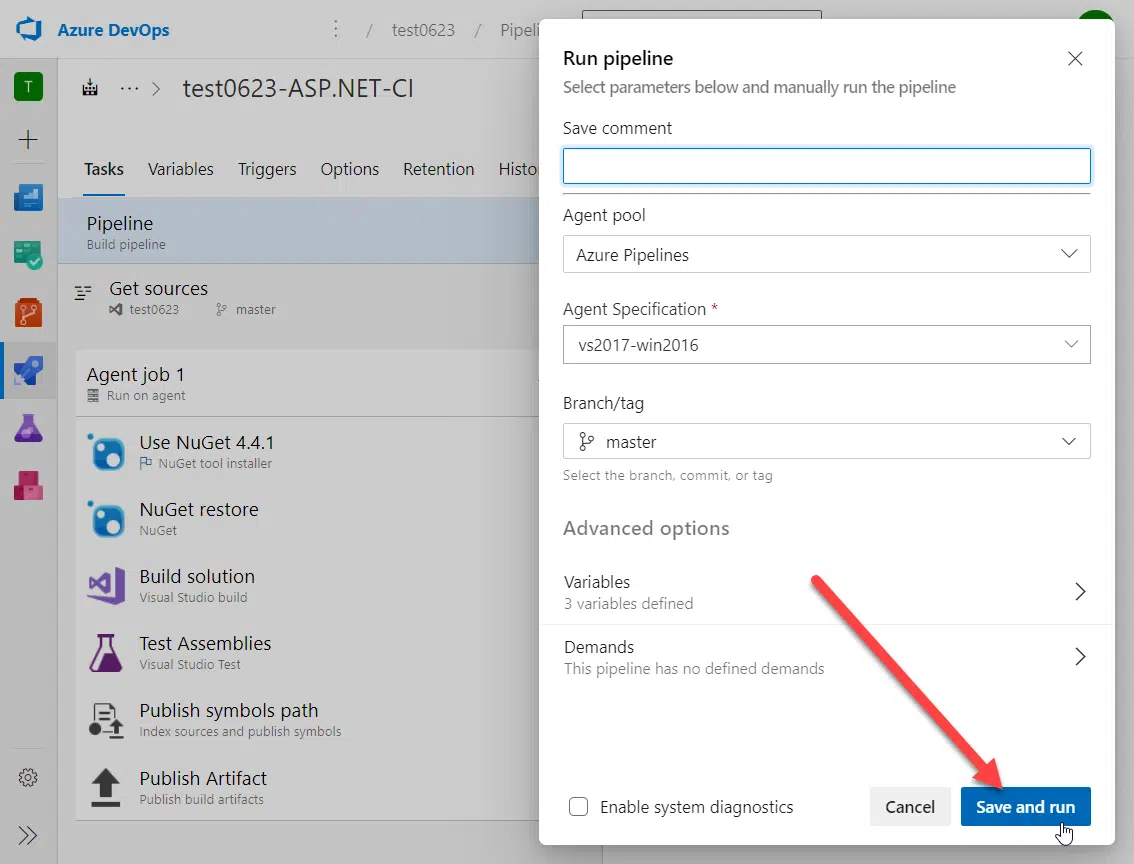 Azure DevOps
/ test0623 / Pipeli
T
test0623-ASP.NET-CI
Tasks Variables Triggers Options Retention Histo
Pipeline
Build pipeline
Get sources
test0623 master
Agent job 1
Run on agent
Use NuGet 4.4.1
NuGet tool installer
NuGet restore
NuGet
Build solution
Visual Studio build
Test Assemblies
Visual Studio Test
Publish symbols path
Index sources and publish symbols
Publish Artifact
Publish build artifacts
Run pipeline
Select parameters below and manually run the pipeline
Save comment
Agent pool
Azure Pipelines
Agent Specification *
vs2017-win2016
Branch/tag
master
Select the branch, commit, or tag
Advanced options
Variables
3 variables defined
Demands
This pipeline has no defined demands
Enable system diagnostics
Cancel
Save and run